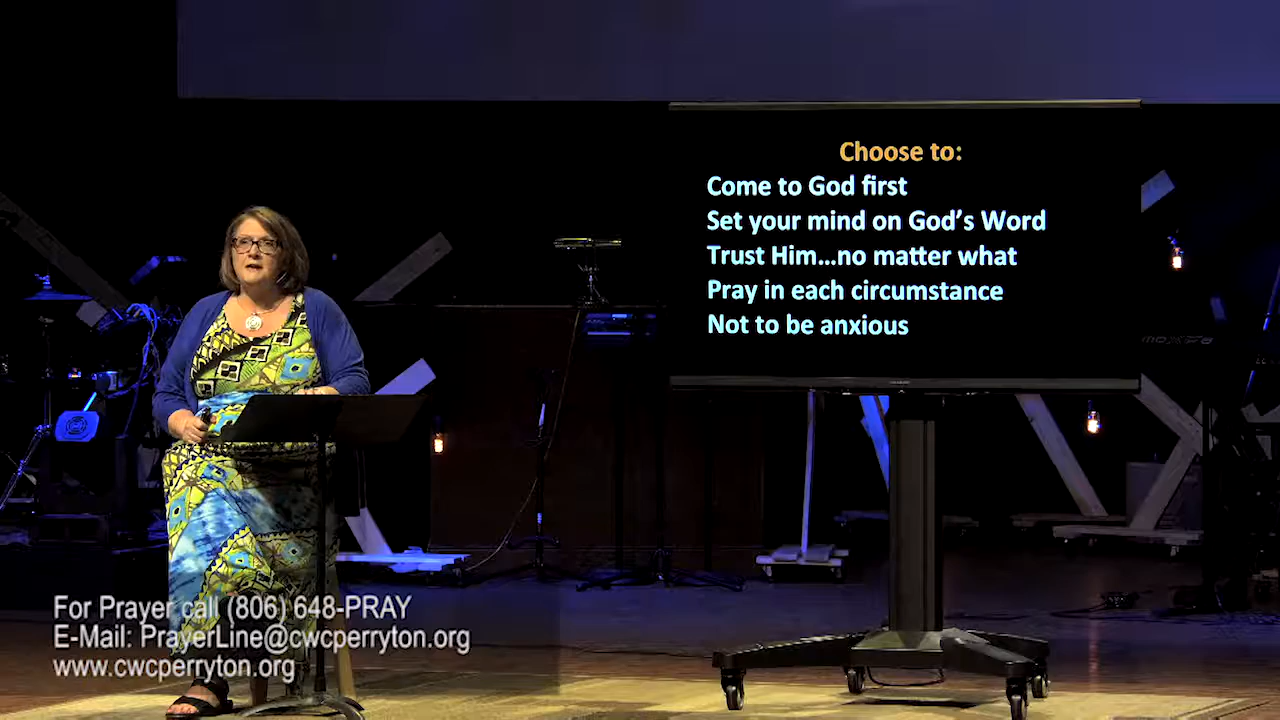 Choose to:
Come to God first
Set your mind on God's Word
Trust Him...no matter what
Pray in each circumstance
Not to be anxious
For Prayer call (806) 648-PRAY
E-Mail: PrayerLine@cwcperryton.org
www.cwcperryton.org